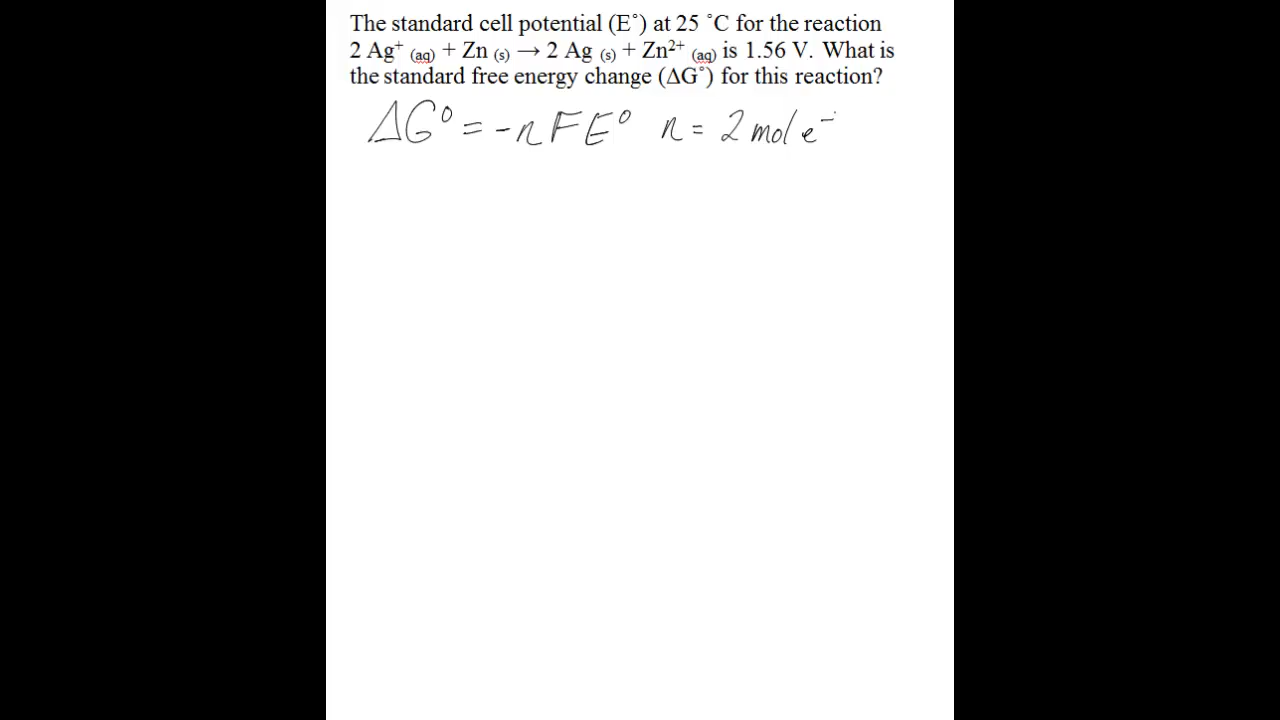 The standard cell potential (E°) at 25 °C for the reaction
2 Ag⁺ (aq) + Zn (s) → 2 Ag (s) + Zn²⁺ (aq) is 1.56 V. What is
the standard free energy change (ΔG°) for this reaction?
ΔG° = -nFE° n = 2 mol e⁻